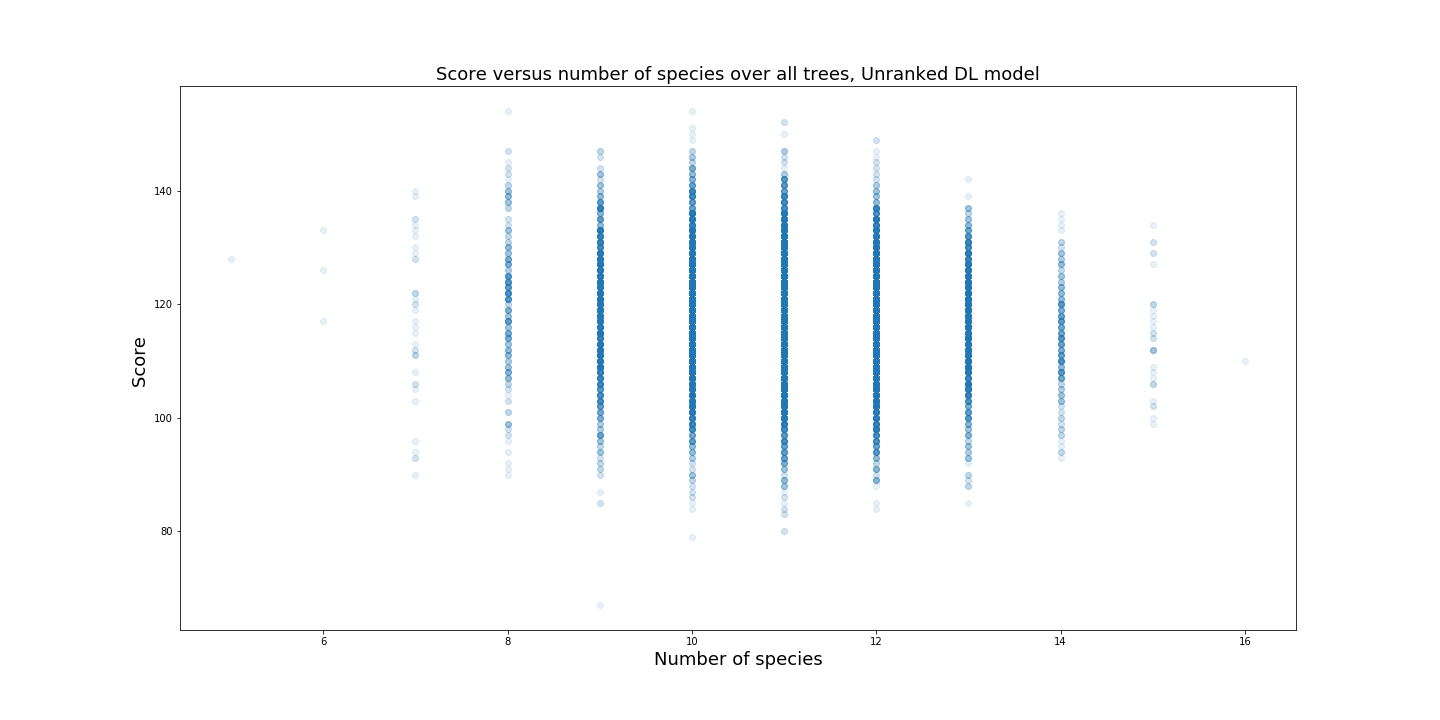 Score versus number of species over all trees, Unranked DL model
140
120
100
80
Score
6 8 10 12 14 16
Number of species